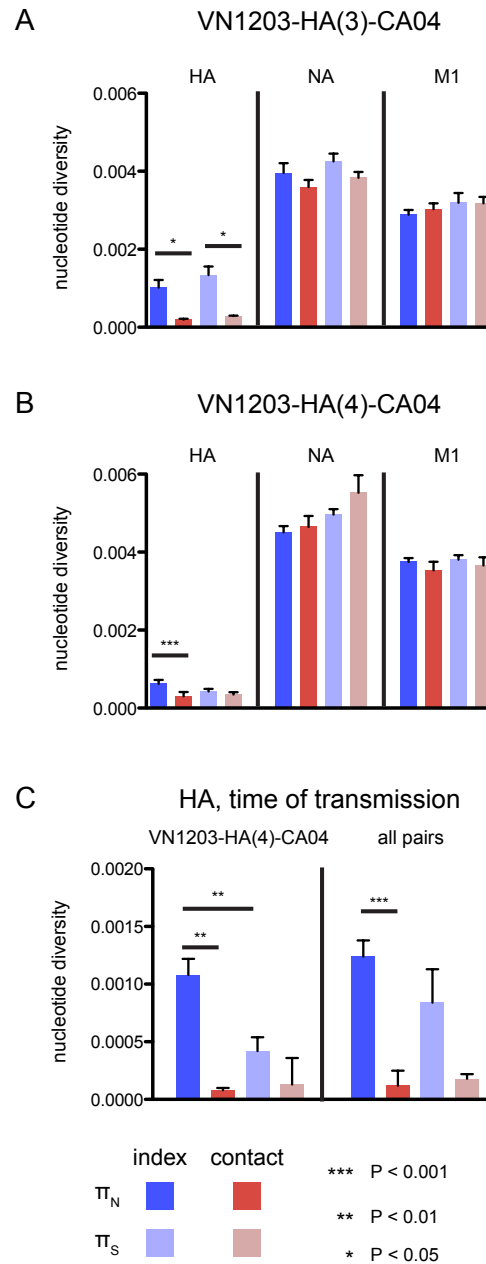 A
VN1203-HA(3)-CA04
HA NA M1
nucleotide diversity
0.006
0.004
0.002
0.000
* *
B
VN1203-HA(4)-CA04
HA NA M1
nucleotide diversity
0.006
0.004
0.002
0.000
***
C
HA, time of transmission
VN1203-HA(4)-CA04 all pairs
nucleotide diversity
0.0020
0.0015
0.0010
0.0005
0.0000
**
**
***
index contact
πN
πS
*** P < 0.001
** P < 0.01
* P < 0.05